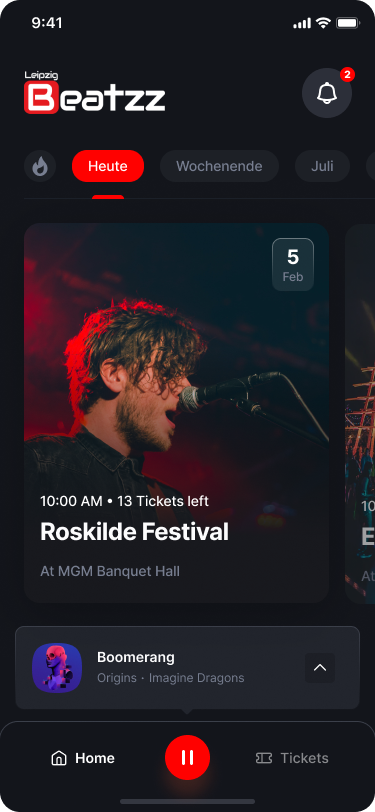 9:41
Leipzig
Beatzz
2
Heute
Wochenende
Juli
5
Feb
10:00 AM • 13 Tickets left
Roskilde Festival
At MGM Banquet Hall
10
E
At
Boomerang
Origins · Imagine Dragons
Home
Tickets